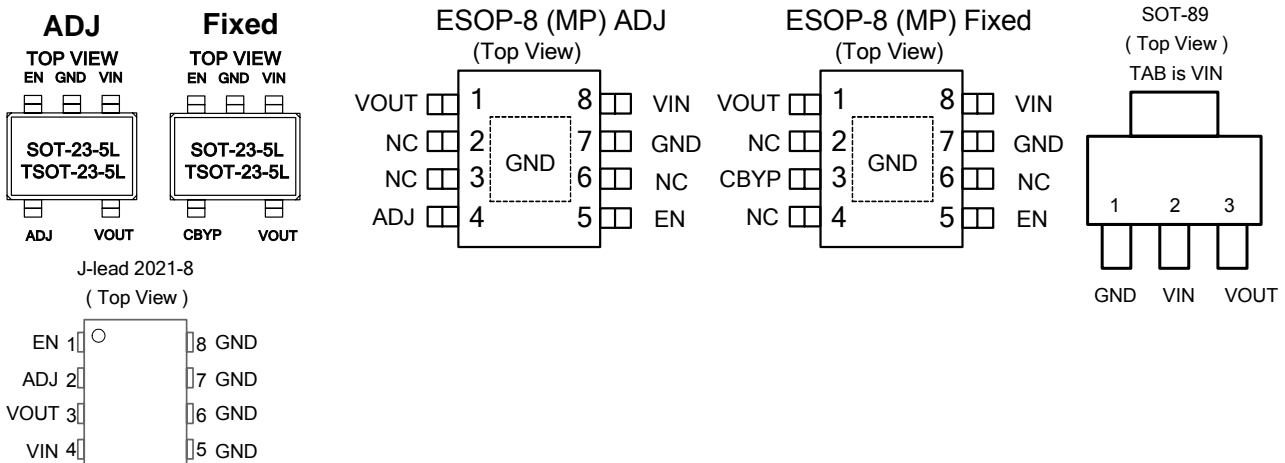 ADJ
TOP VIEW
EN GND VIN
SOT-23-5L
TSOT-23-5L
ADJ VOUT
Fixed
TOP VIEW
EN GND VIN
SOT-23-5L
TSOT-23-5L
CBYP VOUT
ESOP-8 (MP) ADJ
(Top View)
VOUT 1 8 VIN
NC 2 7 GND
GND
NC 3 6 NC
ADJ 4 5 EN
ESOP-8 (MP) Fixed
(Top View)
VOUT 1 8 VIN
NC 2 7 GND
GND
CBYP 3 6 NC
NC 4 5 EN
SOT-89
( Top View )
TAB is VIN
1 2 3
GND VIN VOUT
J-lead 2021-8
( Top View )
EN 1 8 GND
ADJ 2 7 GND
VOUT 3 6 GND
VIN 4 5 GND